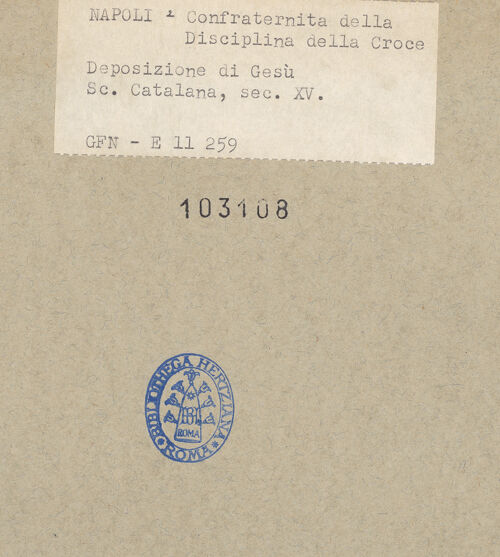 NAPOLI - Confraternita della
Disciplina della Croce
Deposizione di Gesù
Sc. Catalana, sec. XV.
GFN - E 11 259
103108
BIBLIOTHECA HERTZIANA
BH
ROMA
* ROMA *